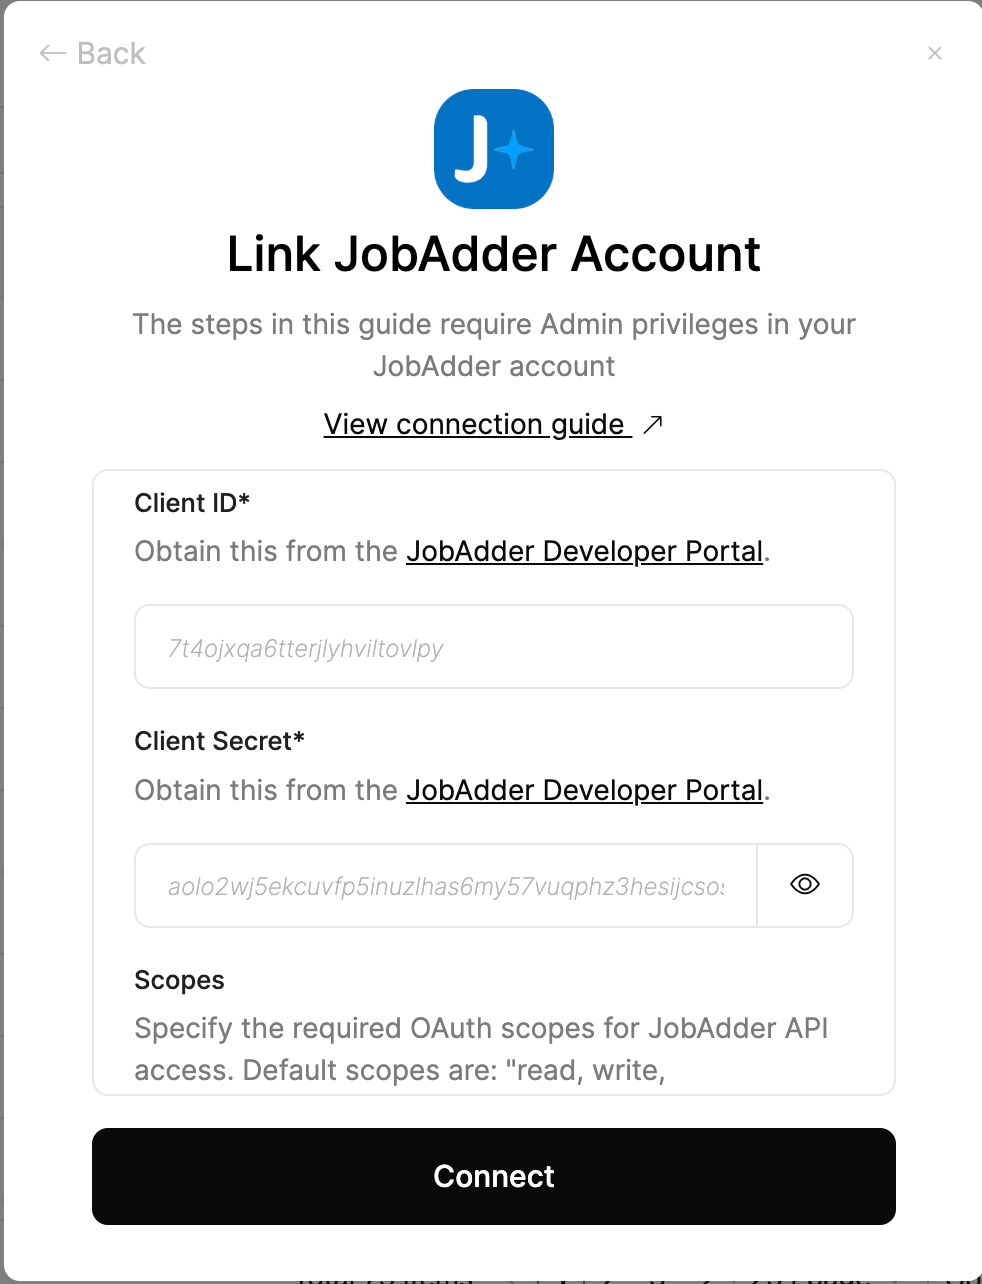 ← Back
×
J
Link JobAdder Account
The steps in this guide require Admin privileges in your
JobAdder account
View connection guide ↗
Client ID*
Obtain this from the JobAdder Developer Portal.
7t4ojxqa6tterjlyhviltovlpy
Client Secret*
Obtain this from the JobAdder Developer Portal.
aolo2wj5ekcuvfp5inuzlhas6my57vuqphz3hesijcsos
Scopes
Specify the required OAuth scopes for JobAdder API
access. Default scopes are: "read, write,
Connect